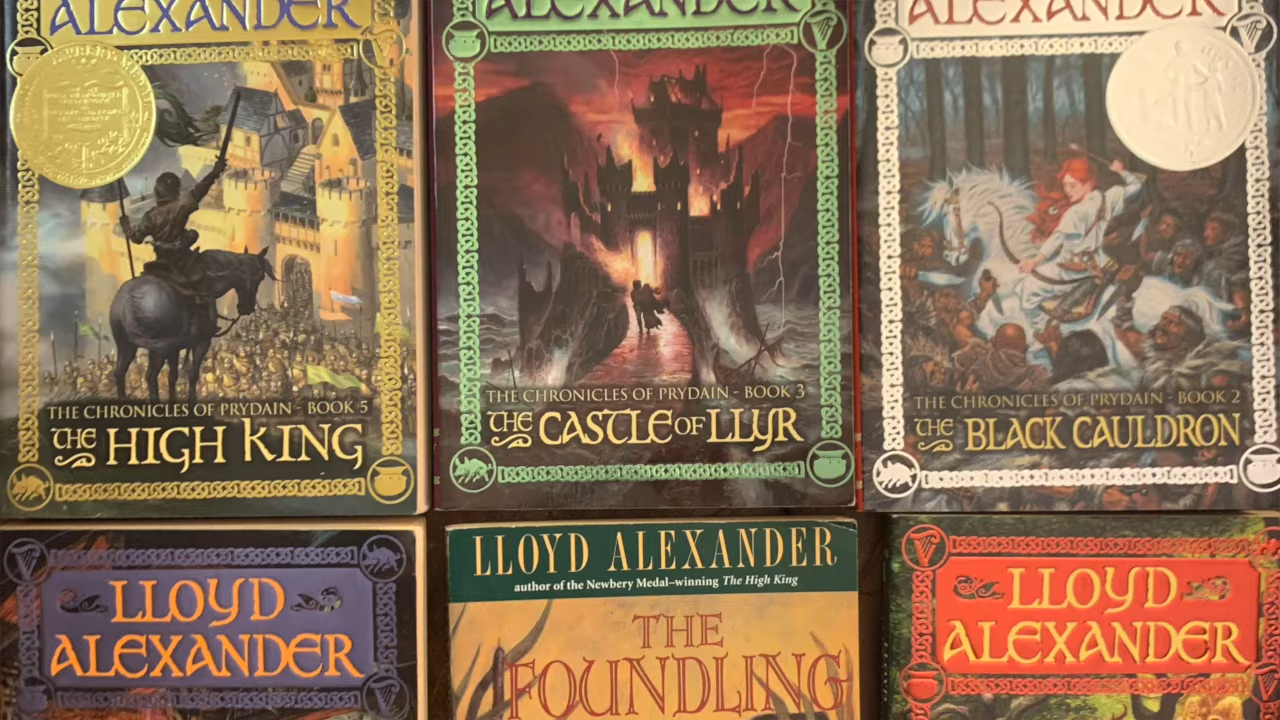 ALEXANDER
THE CHRONICLES OF PRYDAIN - BOOK 5
THE HIGH KING
ALEXANDER
THE CHRONICLES OF PRYDAIN - BOOK 3
THE CASTLE OF LLYR
ALEXANDER
THE CHRONICLES OF PRYDAIN - BOOK 2
THE BLACK CAULDRON
LLOYD
ALEXANDER
LLOYD ALEXANDER
author of the Newbery Medal–winning The High King
THE
FOUNDLING
LLOYD
ALEXANDER